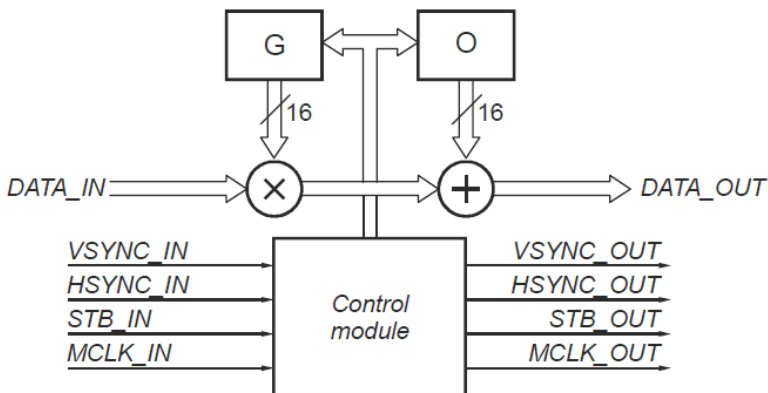 G
O
16
16
DATA_IN
×
+
DATA_OUT
VSYNC_IN
VSYNC_OUT
HSYNC_IN
HSYNC_OUT
STB_IN
STB_OUT
MCLK_IN
MCLK_OUT
Control
module